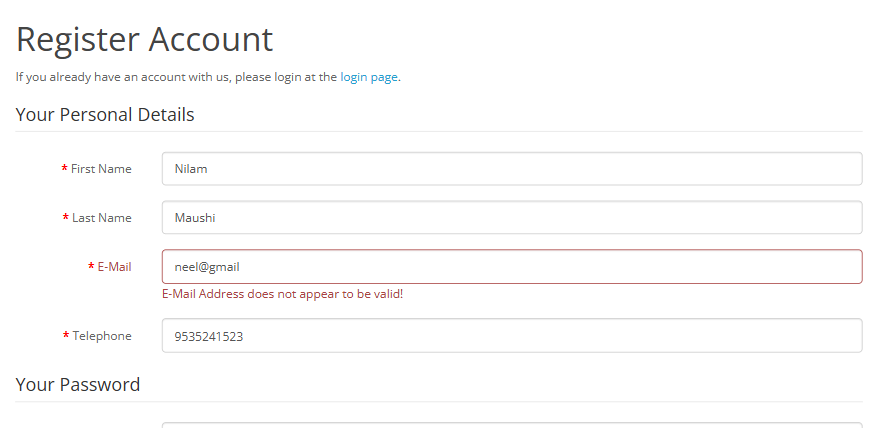 Register Account
If you already have an account with us, please login at the login page.
Your Personal Details
* First Name Nilam
* Last Name Maushi
* E-Mail neel@gmail
E-Mail Address does not appear to be valid!
* Telephone 9535241523
Your Password